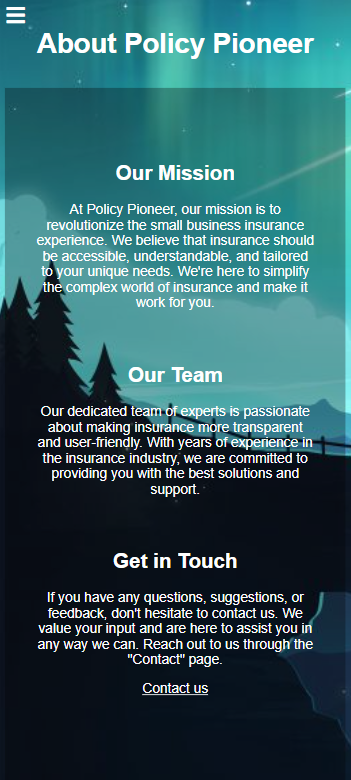 About Policy Pioneer
Our Mission
At Policy Pioneer, our mission is to
revolutionize the small business insurance
experience. We believe that insurance should
be accessible, understandable, and tailored
to your unique needs. We're here to simplify
the complex world of insurance and make it
work for you.
Our Team
Our dedicated team of experts is passionate
about making insurance more transparent
and user-friendly. With years of experience in
the insurance industry, we are committed to
providing you with the best solutions and
support.
Get in Touch
If you have any questions, suggestions, or
feedback, don't hesitate to contact us. We
value your input and are here to assist you in
any way we can. Reach out to us through the
"Contact" page.
Contact us